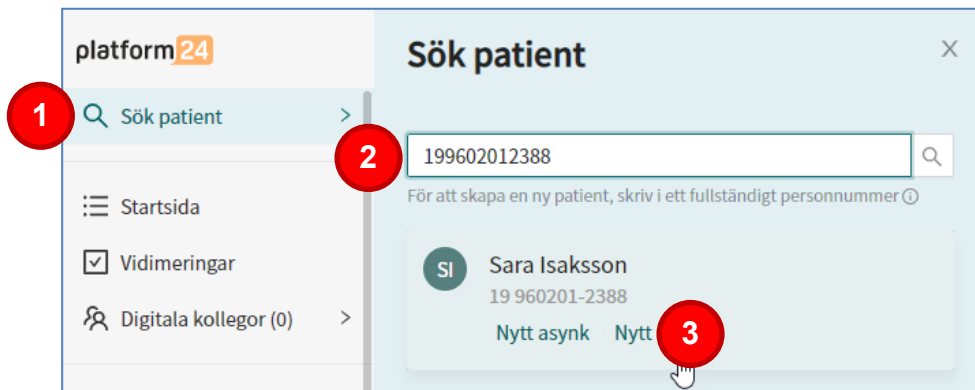 platform24
Sök patient
X
1
Sök patient
>
2
199602012388
För att skapa en ny patient, skriv i ett fullständigt personnummer
Startsida
Vidimeringar
SI
Sara Isaksson
19 960201-2388
Digitala kollegor (0)
>
Nytt asynk Nytt
3